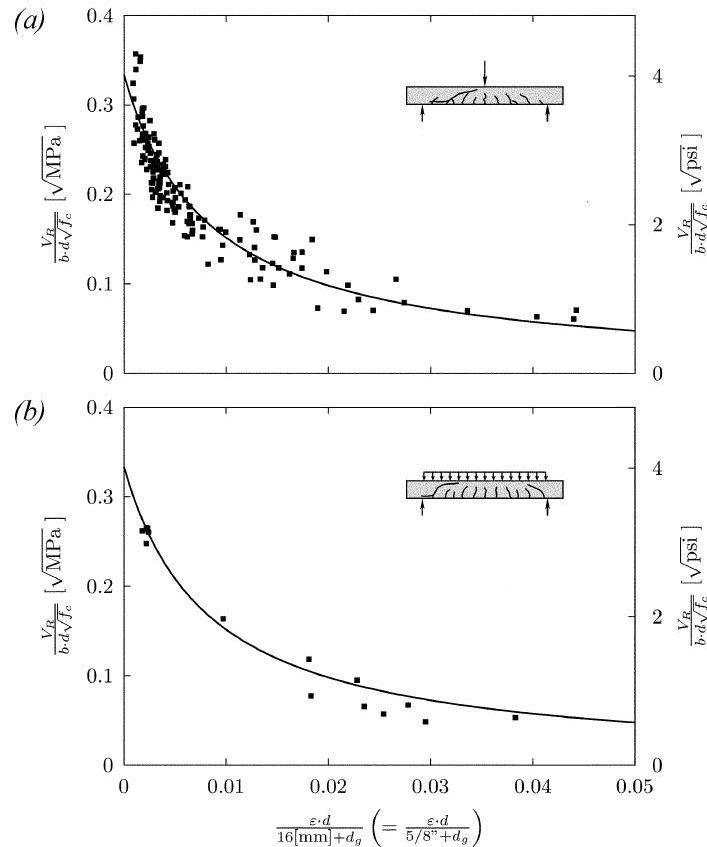 (a)
0.4
0.3
0.2
0.1
0
4
2
0
V_R / b·d√f_c [√MPa]
V_R / b·d√f_c [√psi]
(b)
0.4
0.3
0.2
0.1
0
4
2
0
V_R / b·d√f_c [√MPa]
V_R / b·d√f_c [√psi]
0 0.01 0.02 0.03 0.04 0.05
ε·d / 16[mm]+d_g (= ε·d / 5/8"+d_g)